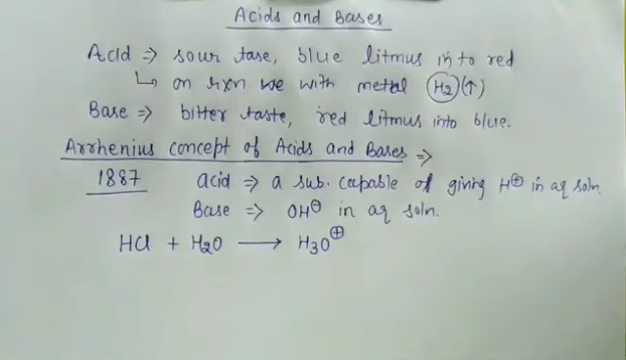 Acids and Bases
Acid ⇒ sour tase, blue litmus in to red
↳ on rxn we with metal H2(↑)
Base ⇒ bitter taste, red litmus into blue.
Arrhenius concept of Acids and Bases ⇒
1887 acid ⇒ a sub. capable of giving H⊕ in aq soln.
Base ⇒ OH⊖ in aq soln.
HCl + H2O ⟶ H3O⊕